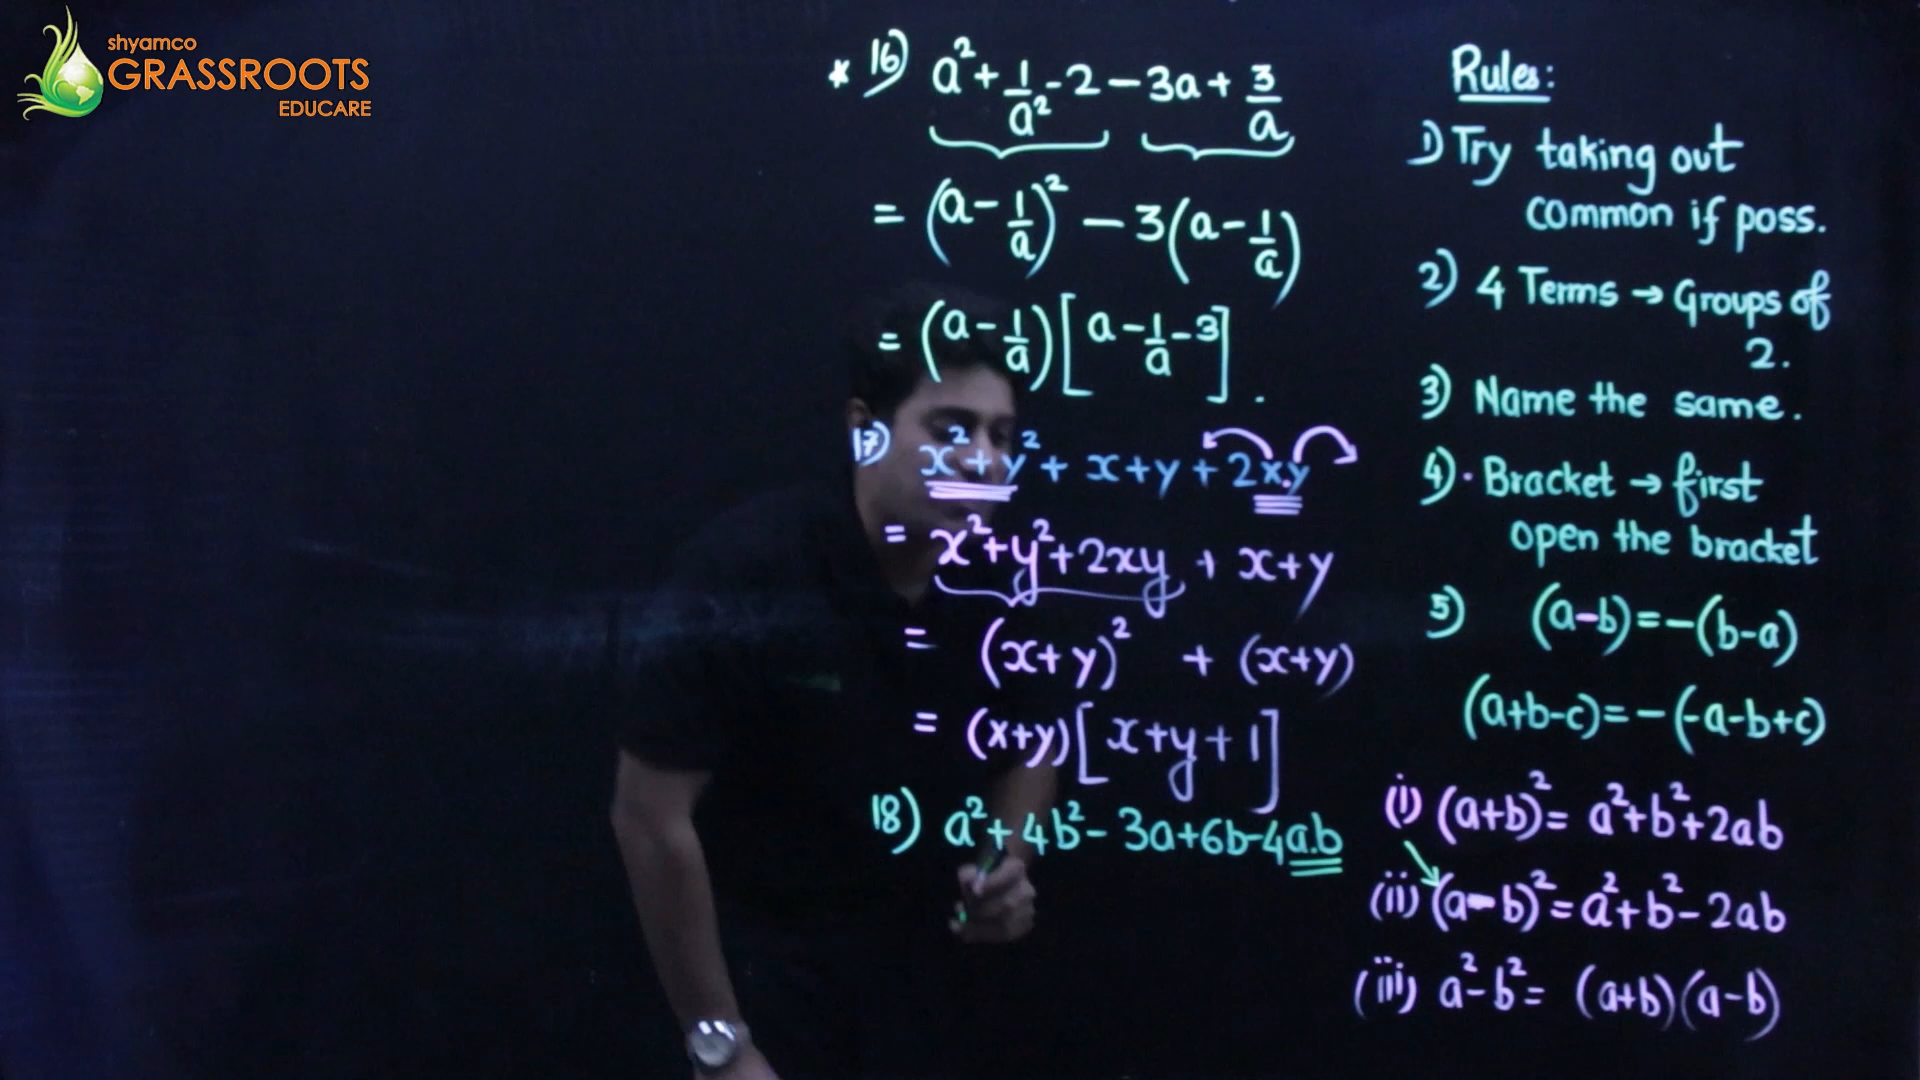 shyamco
GRASSROOTS
EDUCARE
* 16) a² + 1/a² - 2 - 3a + 3/a
= (a - 1/a)² - 3(a - 1/a)
= (a - 1/a)[a - 1/a - 3].
17) x² + y² + x + y + 2x.y
= x² + y² + 2xy + x + y
= (x + y)² + (x + y)
= (x+y)[x + y + 1]
18) a² + 4b² - 3a + 6b - 4a.b
Rules:
1) Try taking out
common if poss.
2) 4 Terms → Groups of
2.
3) Name the same.
4) · Bracket → first
open the bracket
5) (a-b) = -(b-a)
(a+b-c) = -(-a-b+c)
(i) (a+b)² = a²+b²+2ab
(ii) (a-b)² = a²+b²-2ab
(iii) a²-b² = (a+b)(a-b)